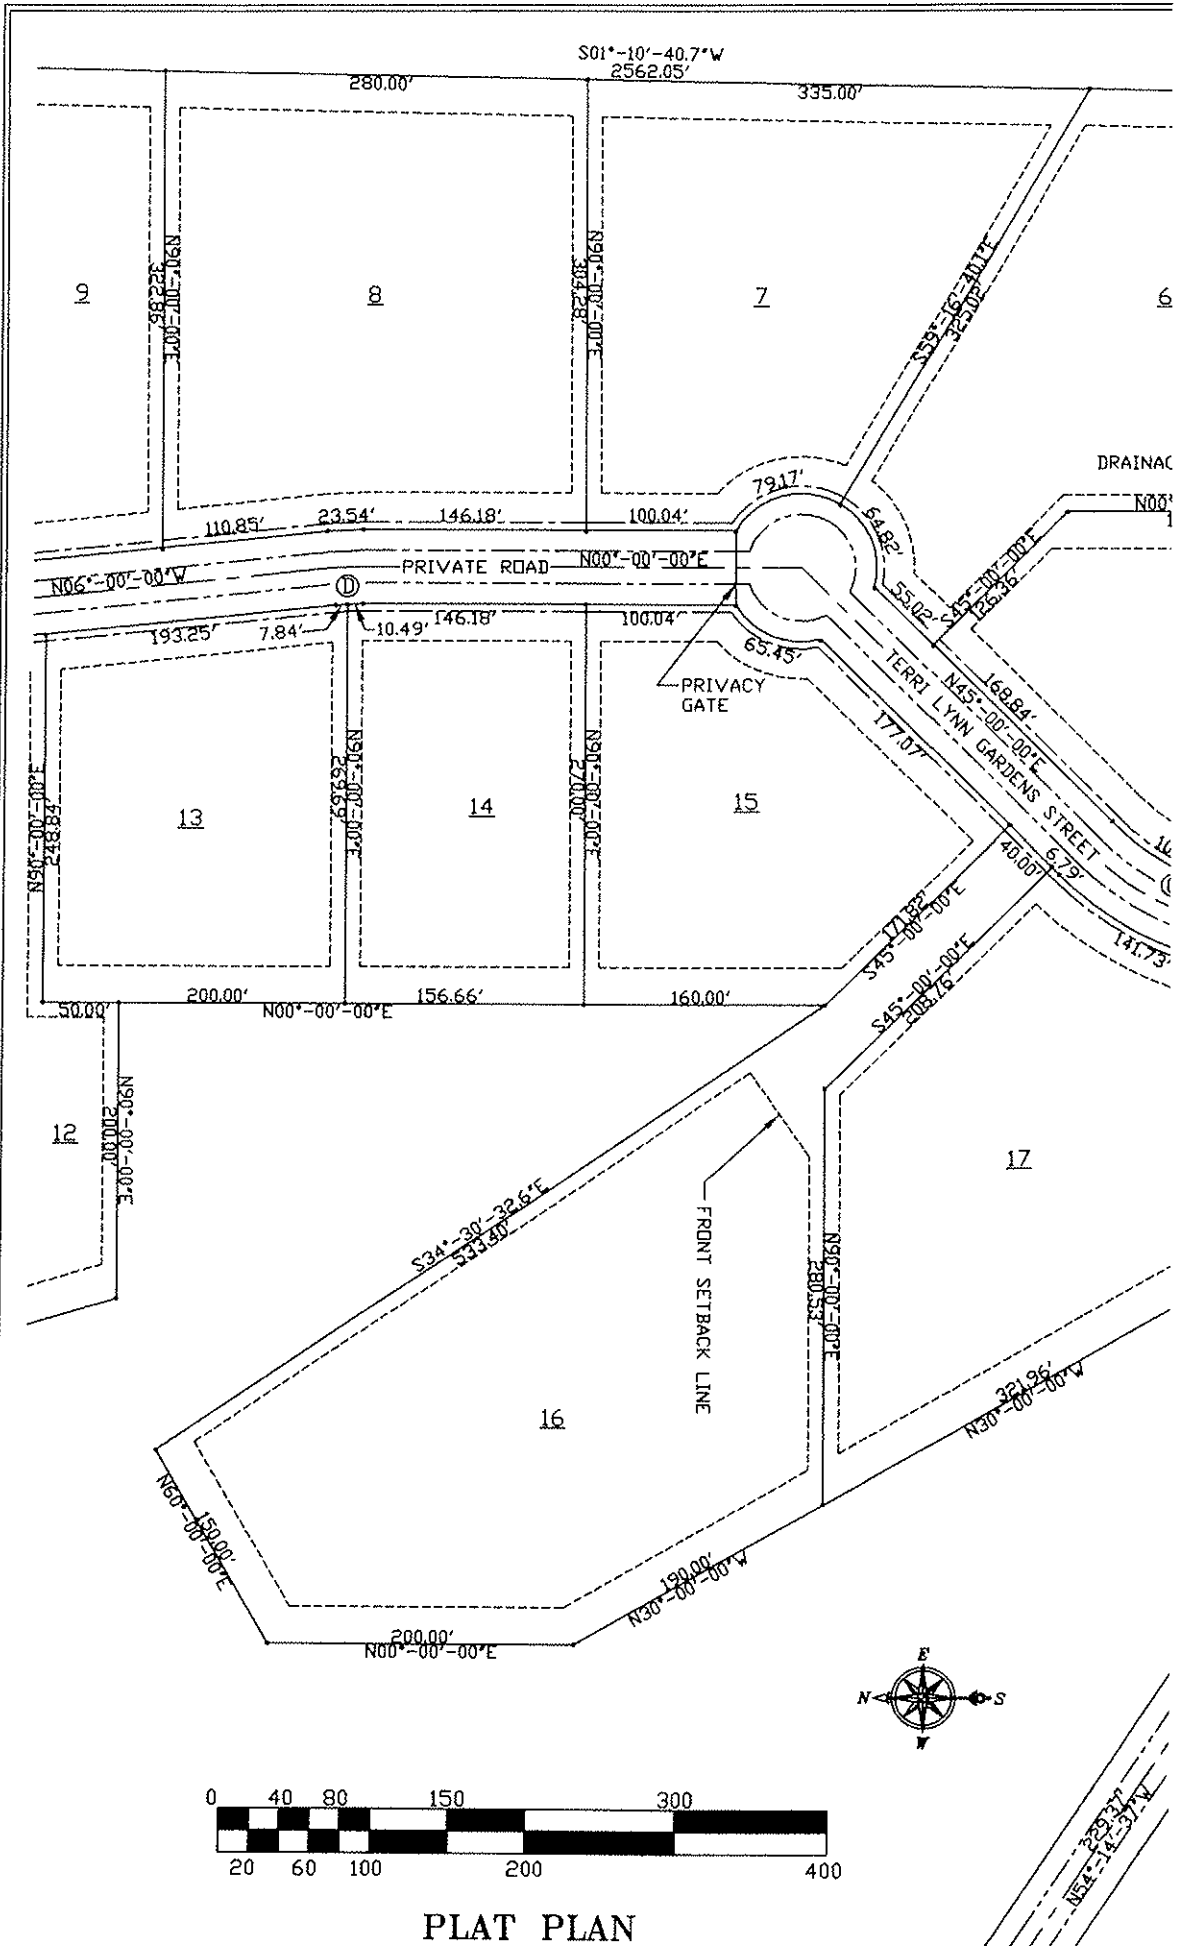 S01°-10'-40.7"W
2562.05'
280.00'
335.00'
9
8
7
6
N90°-00'-00"E
322.86'
N90°-00'-00"E
304.28'
S59°-16'-40.1"E
325.02'
DRAINAG
N00°
79.17'
64.82'
110.85'
23.54'
146.18'
100.04'
N06°-00'-00"W
PRIVATE ROAD
N00°-00'-00"E
D
55.02'
S45°-00'-00"E
126.36'
193.25'
7.84'
10.49'
146.18'
100.04'
65.45'
PRIVACY
GATE
TERRI LYNN GARDENS STREET
N45°-00'-00"E
168.84'
177.07'
N90°-00'-00"E
248.84'
13
N90°-00'-00"E
269.69'
14
N90°-00'-00"E
270.00'
15
40.00'
6.79'
10
141.73'
171.82'
S45°-00'-00"E
S45°-00'-00"E
208.76'
50.00'
200.00'
N00°-00'-00"E
156.66'
160.00'
12
N90°-00'-00"E
200.00'
17
S34°-30'-32.6"E
533.40'
FRONT SETBACK LINE
N90°-00'-00"E
280.53'
321.96'
N30°-00'-00"W
16
N60°-00'-00"E
150.00'
190.00'
N30°-00'-00"W
200.00'
N00°-00'-00"E
E
N
S
W
0 40 80 150 300
20 60 100 200 400
229.37'
N54°-14'-37"W
PLAT PLAN